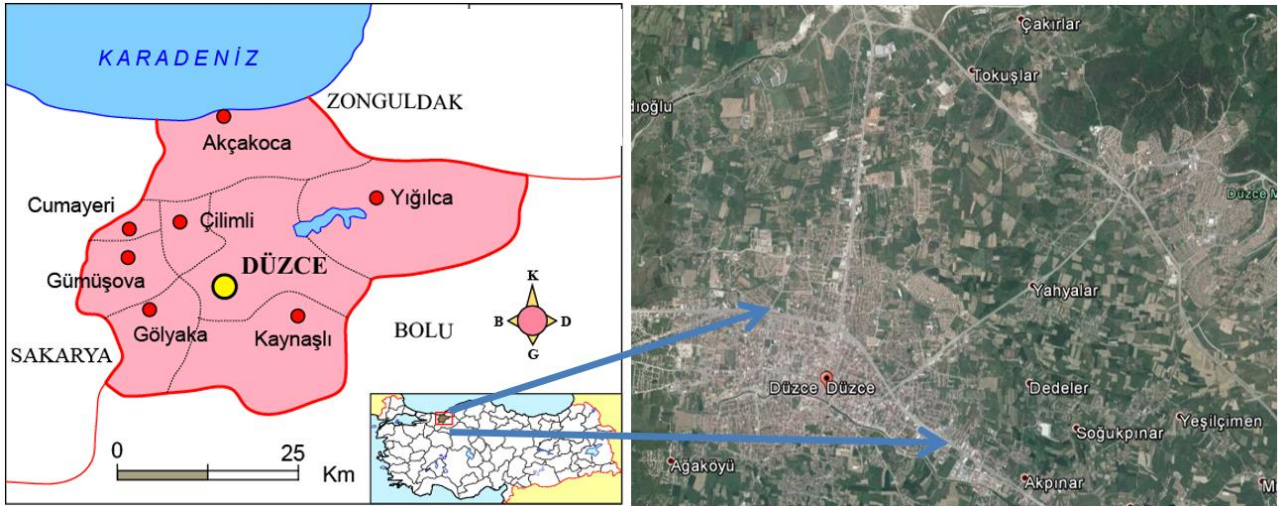 KARADENİZ
ZONGULDAK
Akçakoca
Cumayeri
Çilimli
Yığılca
Gümüşova
DÜZCE
Gölyaka
Kaynaşlı
BOLU
SAKARYA
K
B D
G
0 25
Km
Çakırlar
Tokuşlar
dıoğlu
Düzce M
Yahyalar
Düzce Düzce
Dedeler
Yeşilçimen
Soğukpınar
Ağaköyü
Akpınar
M